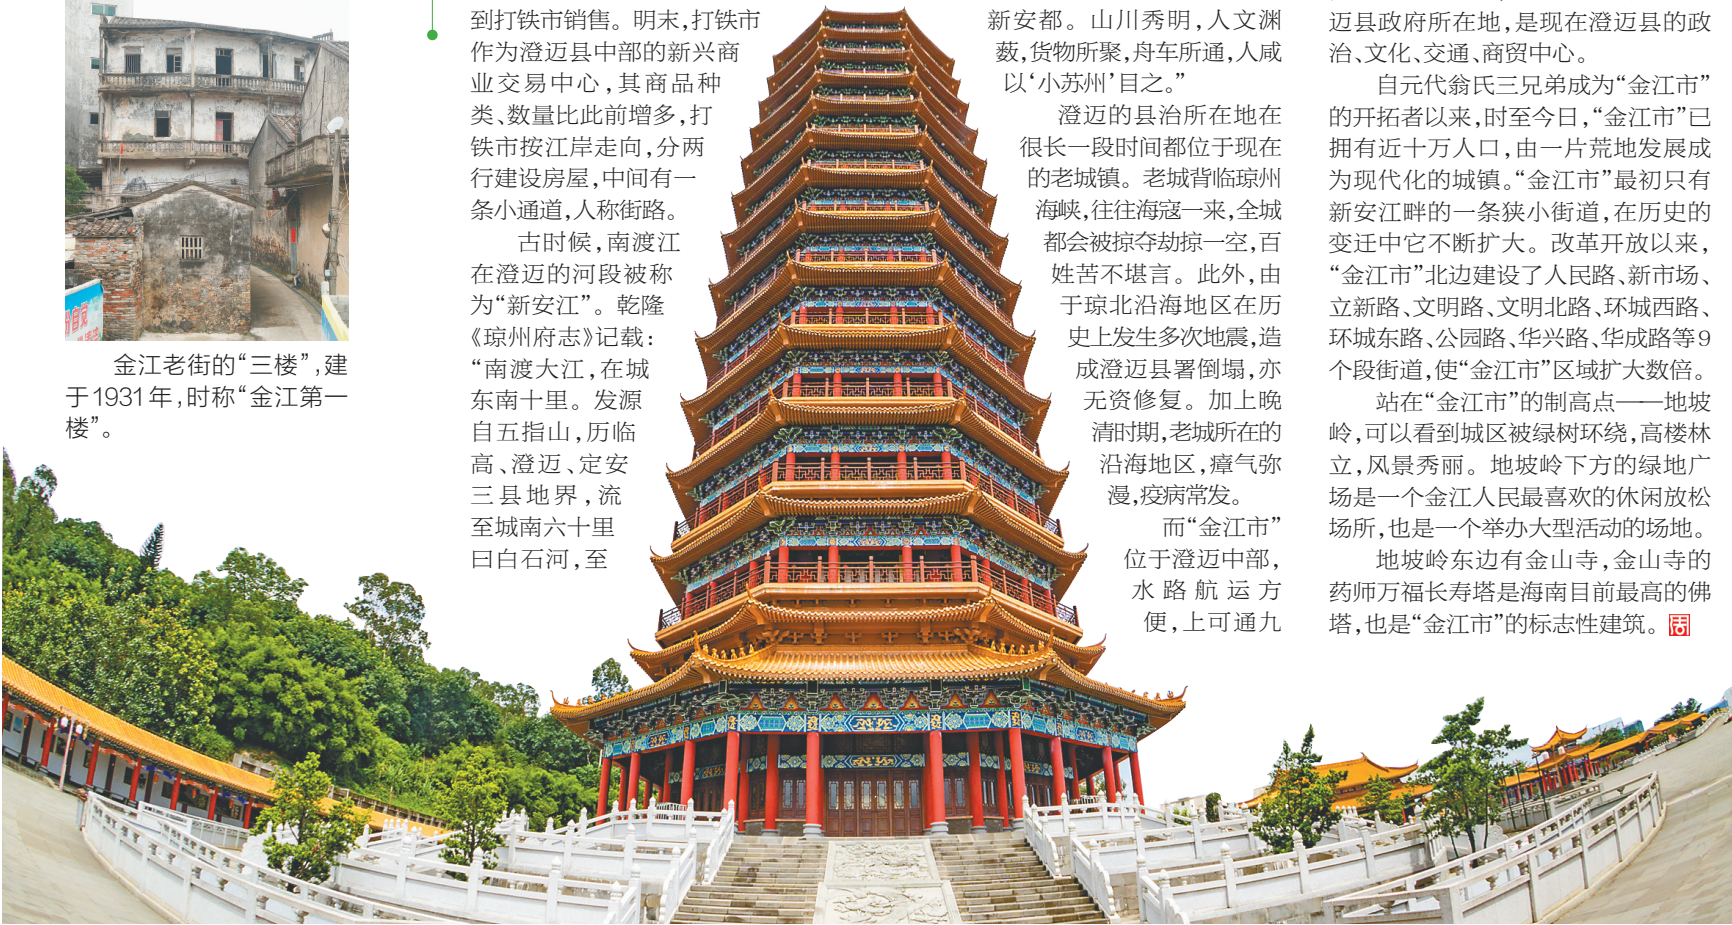 金江老街的“三楼”,建
于1931年,时称“金江第一
楼”。
到打铁市销售。明末,打铁市
作为澄迈县中部的新兴商
业交易中心,其商品种
类、数量比此前增多,打
铁市按江岸走向,分两
行建设房屋,中间有一
条小通道,人称街路。
古时候,南渡江
在澄迈的河段被称
为“新安江”。乾隆
《琼州府志》记载:
“南渡大江,在城
东南十里。发源
自五指山,历临
高、澄迈、定安
三县地界,流
至城南六十里
曰白石河,至
新安都。山川秀明,人文渊
薮,货物所聚,舟车所通,人咸
以‘小苏州’目之。”
澄迈的县治所在地在
很长一段时间都位于现在
的老城镇。老城背临琼州
海峡,往往海寇一来,全城
都会被掠夺劫掠一空,百
姓苦不堪言。此外,由
于琼北沿海地区在历
史上发生多次地震,造
成澄迈县署倒塌,亦
无资修复。加上晚
清时期,老城所在的
沿海地区,瘴气弥
漫,疫病常发。
而“金江市”
位于澄迈中部,
水路航运方
便,上可通九
迈县政府所在地,是现在澄迈县的政
治、文化、交通、商贸中心。
自元代翁氏三兄弟成为“金江市”
的开拓者以来,时至今日,“金江市”已
拥有近十万人口,由一片荒地发展成
为现代化的城镇。“金江市”最初只有
新安江畔的一条狭小街道,在历史的
变迁中它不断扩大。改革开放以来,
“金江市”北边建设了人民路、新市场、
立新路、文明路、文明北路、环城西路、
环城东路、公园路、华兴路、华成路等9
个段街道,使“金江市”区域扩大数倍。
站在“金江市”的制高点——地坡
岭,可以看到城区被绿树环绕,高楼林
立,风景秀丽。地坡岭下方的绿地广
场是一个金江人民最喜欢的休闲放松
场所,也是一个举办大型活动的场地。
地坡岭东边有金山寺,金山寺的
药师万福长寿塔是海南目前最高的佛
塔,也是“金江市”的标志性建筑。